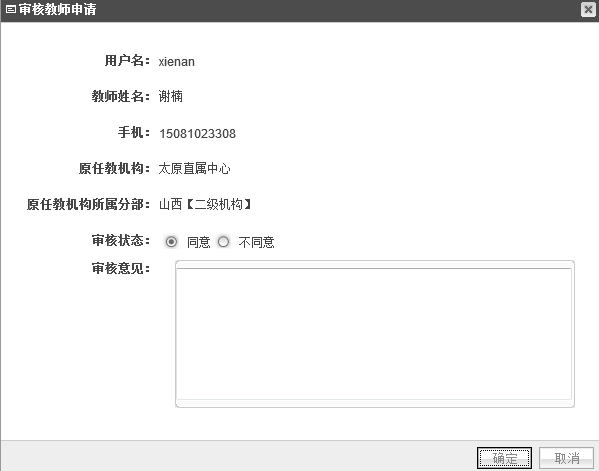 审核教师申请
用户名： xienan
教师姓名： 谢楠
手机： 15081023308
原任教机构： 太原直属中心
原任教机构所属分部： 山西【二级机构】
审核状态： 同意 不同意
审核意见：
确定 取消